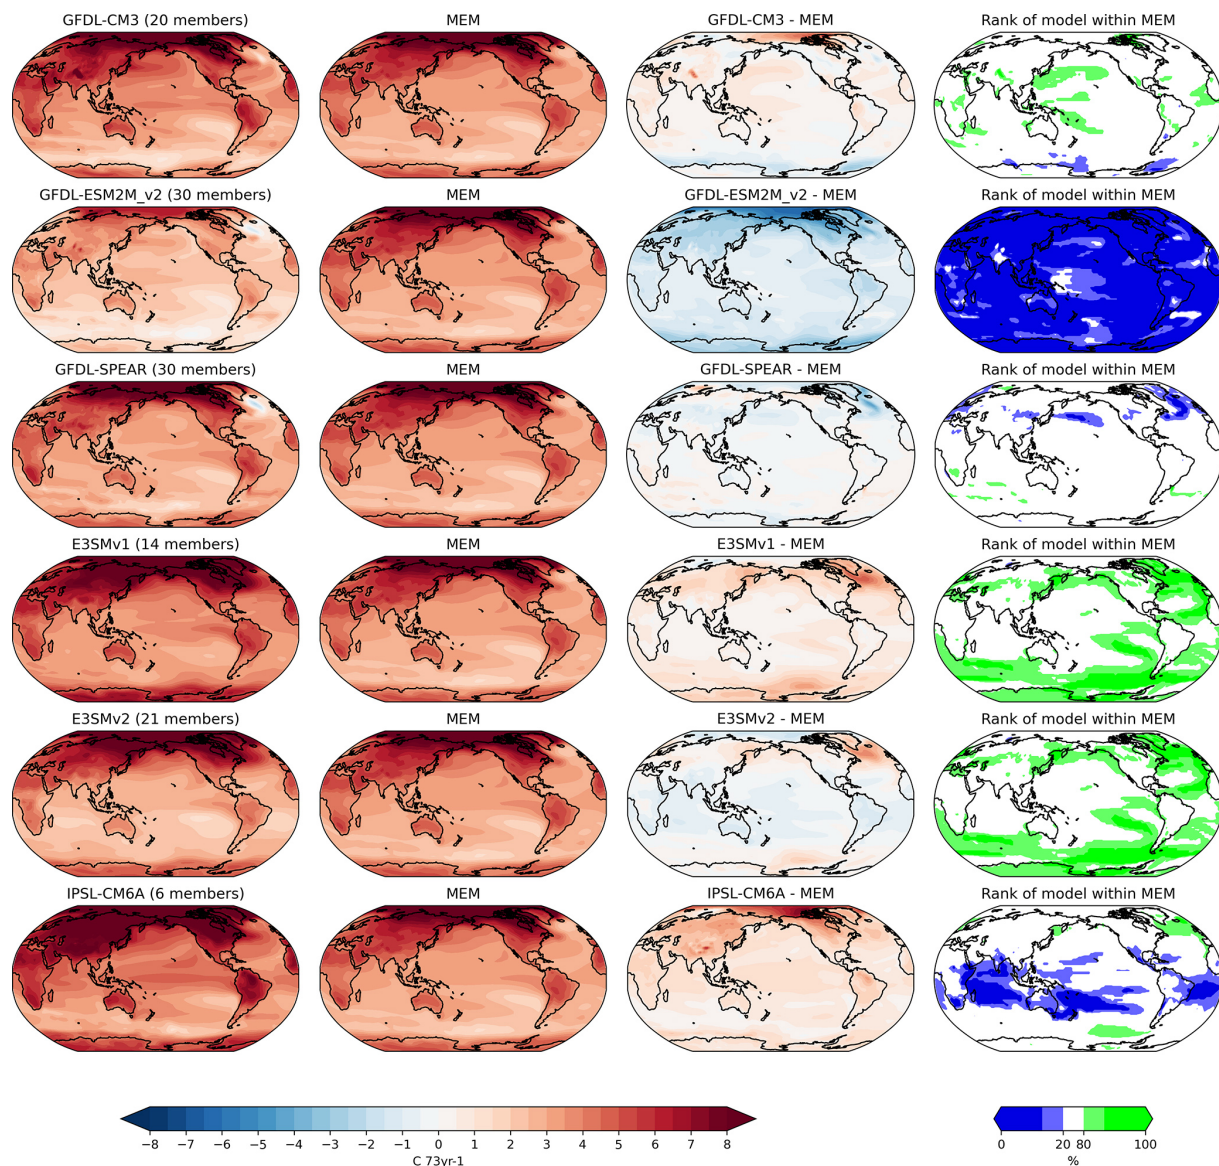 GFDL-CM3 (20 members) MEM GFDL-CM3 - MEM Rank of model within MEM
GFDL-ESM2M_v2 (30 members) MEM GFDL-ESM2M_v2 - MEM Rank of model within MEM
GFDL-SPEAR (30 members) MEM GFDL-SPEAR - MEM Rank of model within MEM
E3SMv1 (14 members) MEM E3SMv1 - MEM Rank of model within MEM
E3SMv2 (21 members) MEM E3SMv2 - MEM Rank of model within MEM
IPSL-CM6A (6 members) MEM IPSL-CM6A - MEM Rank of model within MEM
−8 −7 −6 −5 −4 −3 −2 −1 0 1 2 3 4 5 6 7 8
C 73yr-1
0 20 80 100
%